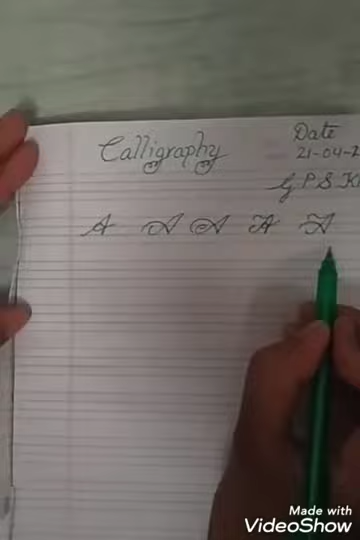 Calligraphy
Date
21-04-2
G P S K
A A A A A
Made with
VideoShow